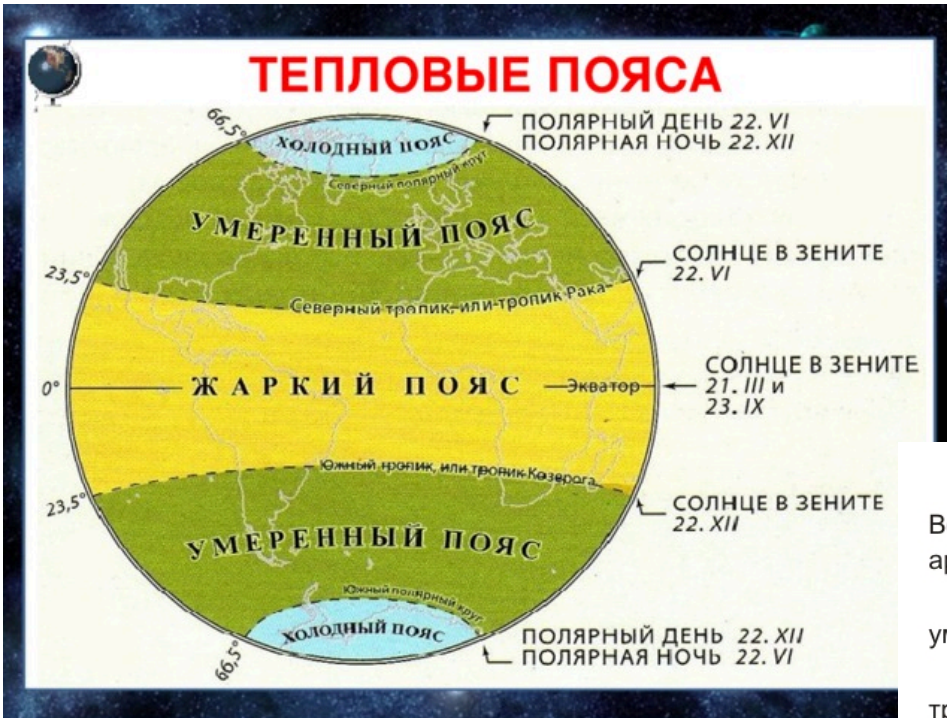 ТЕПЛОВЫЕ ПОЯСА
66,5°
ХОЛОДНЫЙ ПОЯС
Северный полярный круг
ПОЛЯРНЫЙ ДЕНЬ 22. VI
ПОЛЯРНАЯ НОЧЬ 22. XII
УМЕРЕННЫЙ ПОЯС
СОЛНЦЕ В ЗЕНИТЕ
22. VI
23,5°
Северный тропик, или тропик Рака
0°
ЖАРКИЙ ПОЯС
Экватор
СОЛНЦЕ В ЗЕНИТЕ
21. III и
23. IX
Южный тропик, или тропик Козерога
23,5°
СОЛНЦЕ В ЗЕНИТЕ
22. XII
УМЕРЕННЫЙ ПОЯС
Южный полярный круг
ХОЛОДНЫЙ ПОЯС
66,5°
ПОЛЯРНЫЙ ДЕНЬ 22. XII
ПОЛЯРНАЯ НОЧЬ 22. VI